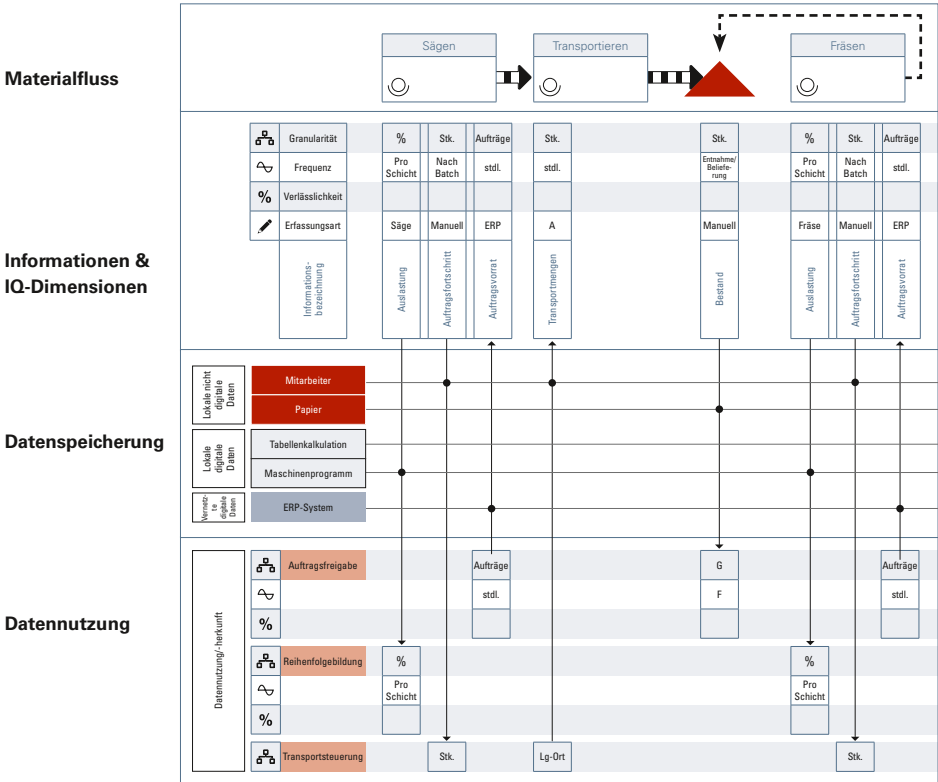 Materialfluss
Sägen
Transportieren
Fräsen
Granularität
%
Stk.
Aufträge
Stk.
Stk.
%
Stk.
Aufträge
Frequenz
Pro
Schicht
Nach
Batch
stdl.
stdl.
Entnahme/
Beliefe-
rung
Pro
Schicht
Nach
Batch
stdl.
%
Verlässlichkeit
Erfassungsart
Säge
Manuell
ERP
A
Manuell
Fräse
Manuell
ERP
Informationen &
IQ-Dimensionen
Informations-
bezeichnung
Auslastung
Auftragsfortschritt
Auftragsvorrat
Transportmengen
Bestand
Auslastung
Auftragsfortschritt
Auftragsvorrat
Datenspeicherung
Lokale nicht
digitale
Daten
Mitarbeiter
Papier
Lokale
digitale
Daten
Tabellenkalkulation
Maschinenprogramm
Vernetz-
te
digitale
Daten
ERP-System
Datennutzung
Datennutzung/-herkunft
Auftragsfreigabe
Aufträge
G
Aufträge
stdl.
F
stdl.
%
Reihenfolgebildung
%
%
Pro
Schicht
Pro
Schicht
%
Transportsteuerung
Stk.
Lg-Ort
Stk.